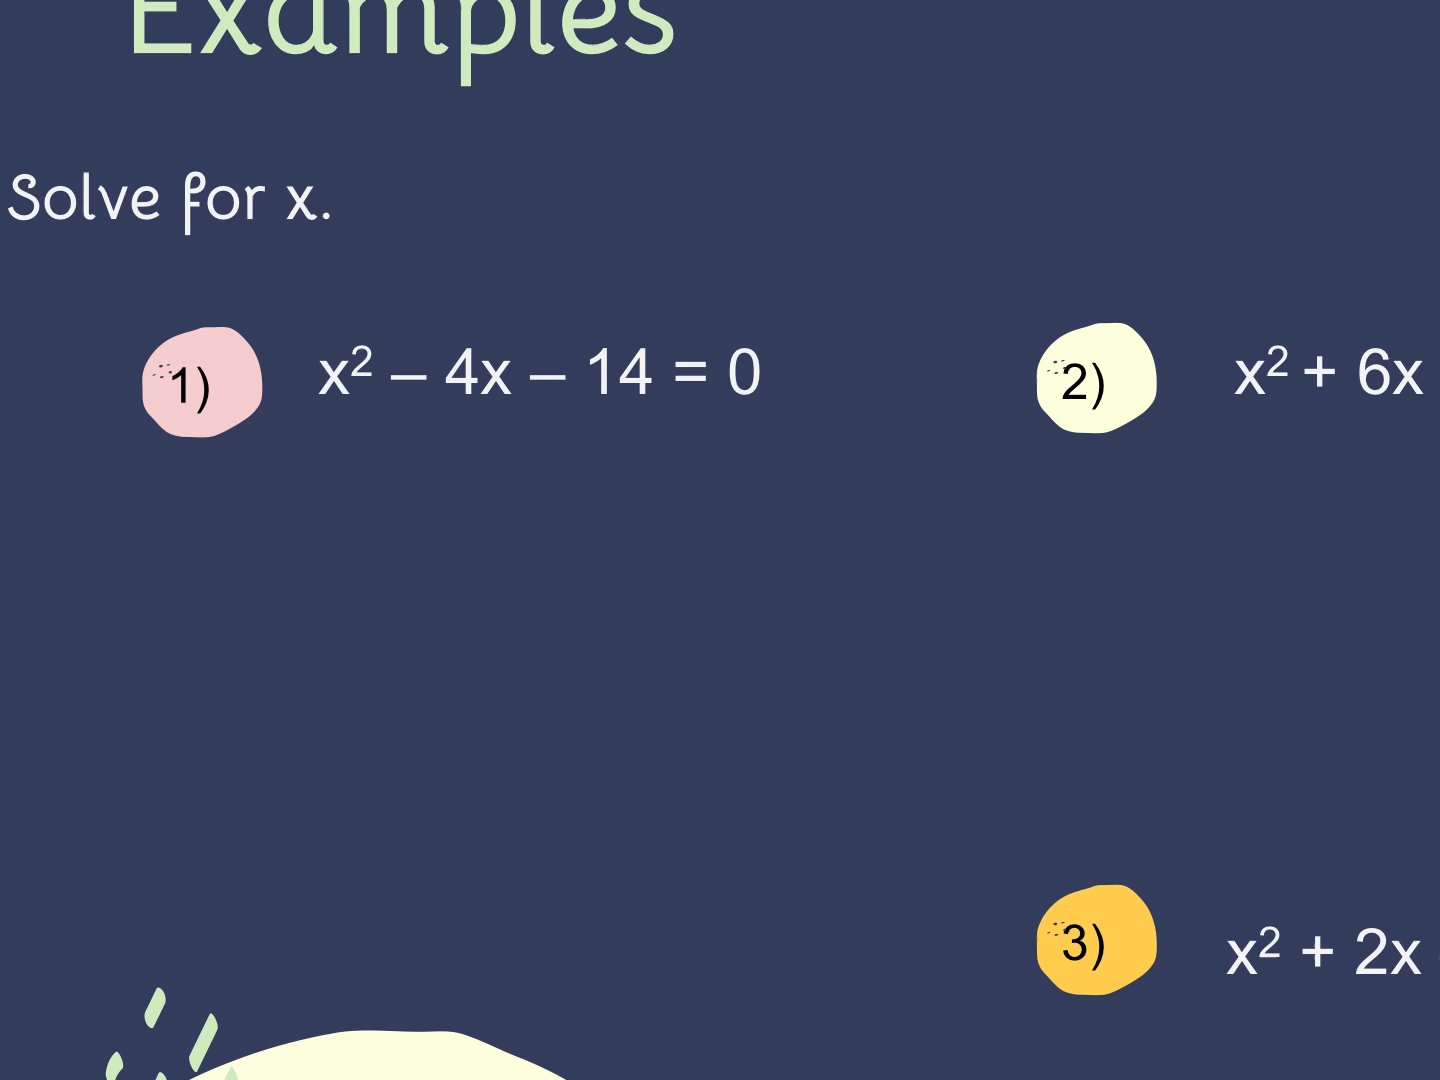 Examples
Solve for x.
1) x² – 4x – 14 = 0
2) x² + 6x
3) x² + 2x